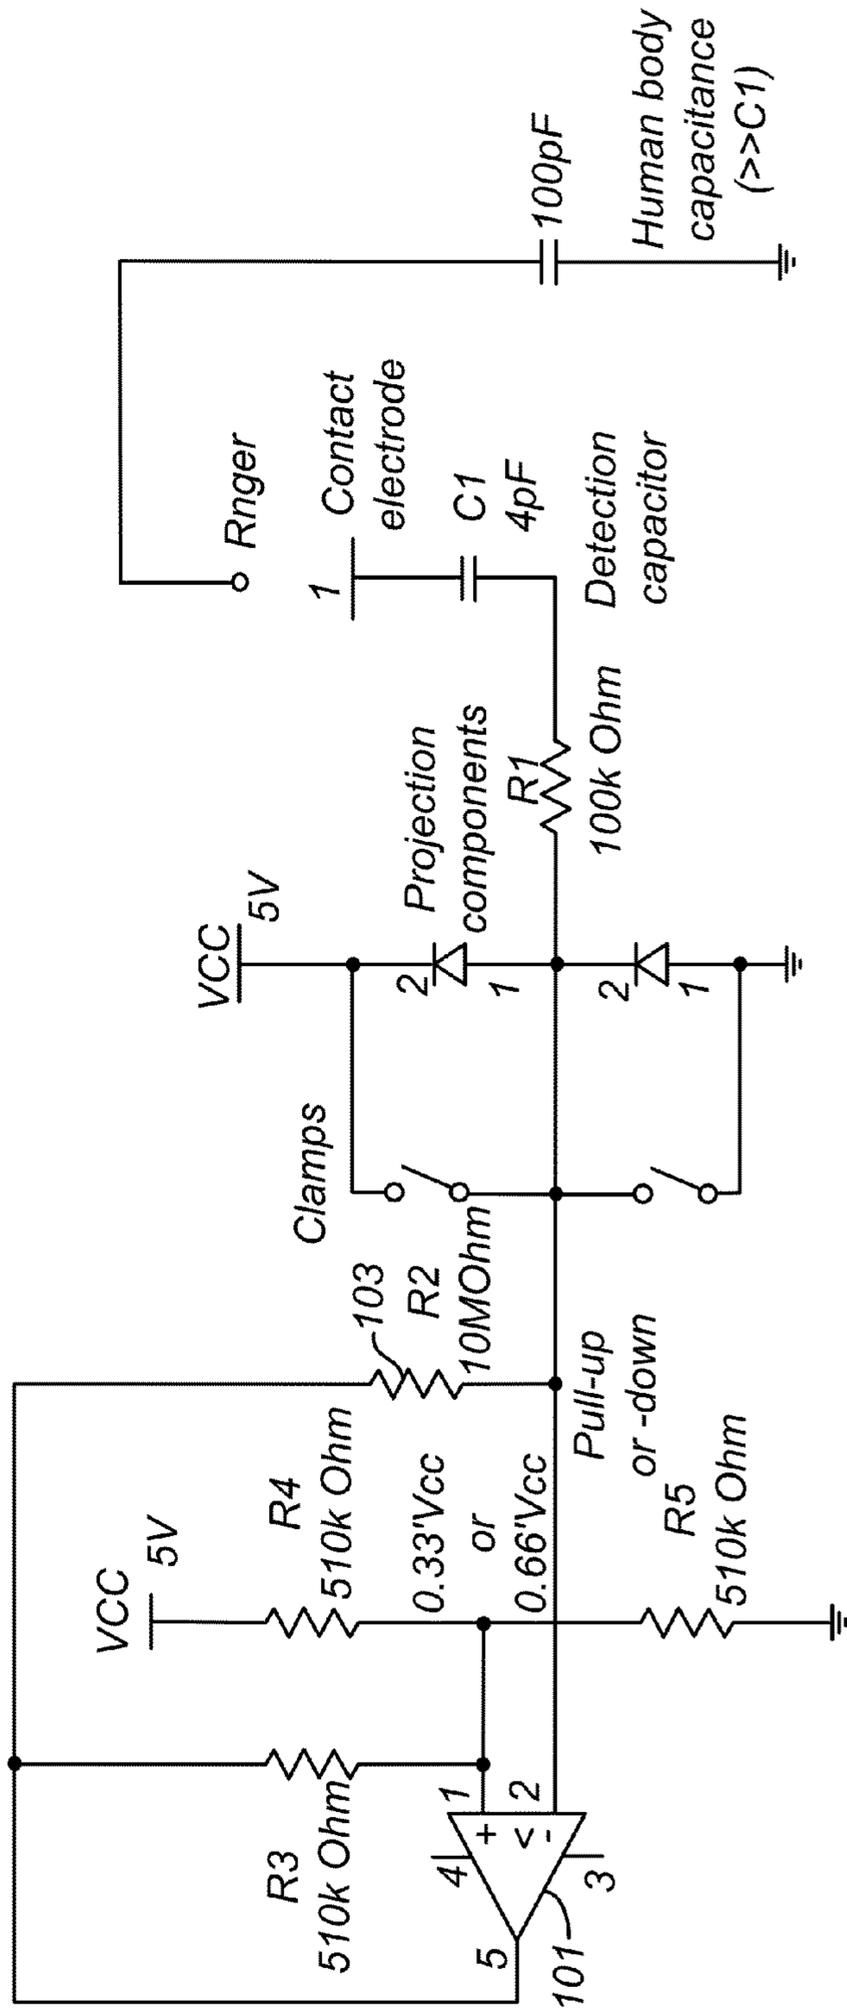 VCC
5V
R4
510k Ohm
R3
510k Ohm
0.33'Vcc
or
0.66'Vcc
103
R2
10MOhm
Pull-up
or -down
R5
510k Ohm
1
2
+
<
-
4
3
5
101
Clamps
VCC
5V
Projection
components
2
1
2
1
R1
100k Ohm
Rnger
1
Contact
electrode
C1
4pF
Detection
capacitor
100pF
Human body
capacitance
(>>C1)